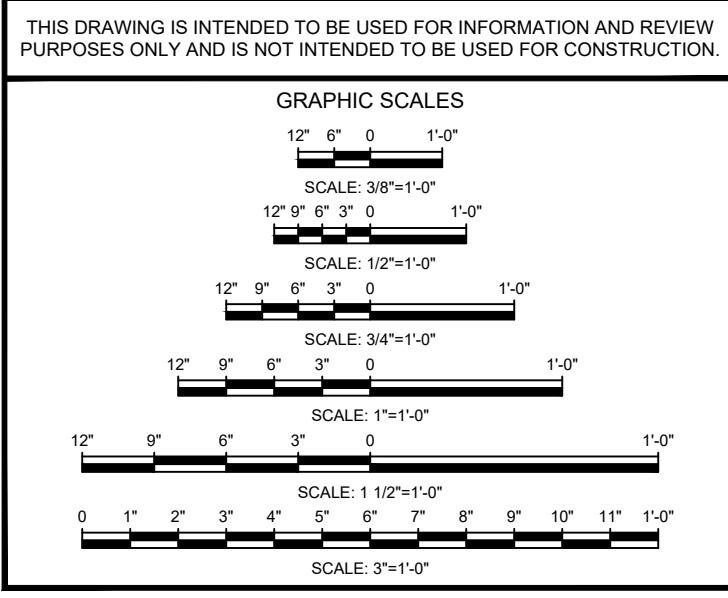 THIS DRAWING IS INTENDED TO BE USED FOR INFORMATION AND REVIEW
PURPOSES ONLY AND IS NOT INTENDED TO BE USED FOR CONSTRUCTION.
GRAPHIC SCALES
12" 6" 0 1'-0"
SCALE: 3/8"=1'-0"
12" 9" 6" 3" 0 1'-0"
SCALE: 1/2"=1'-0"
12" 9" 6" 3" 0 1'-0"
SCALE: 3/4"=1'-0"
12" 9" 6" 3" 0 1'-0"
SCALE: 1"=1'-0"
12" 9" 6" 3" 0 1'-0"
SCALE: 1 1/2"=1'-0"
0 1" 2" 3" 4" 5" 6" 7" 8" 9" 10" 11" 1'-0"
SCALE: 3"=1'-0"